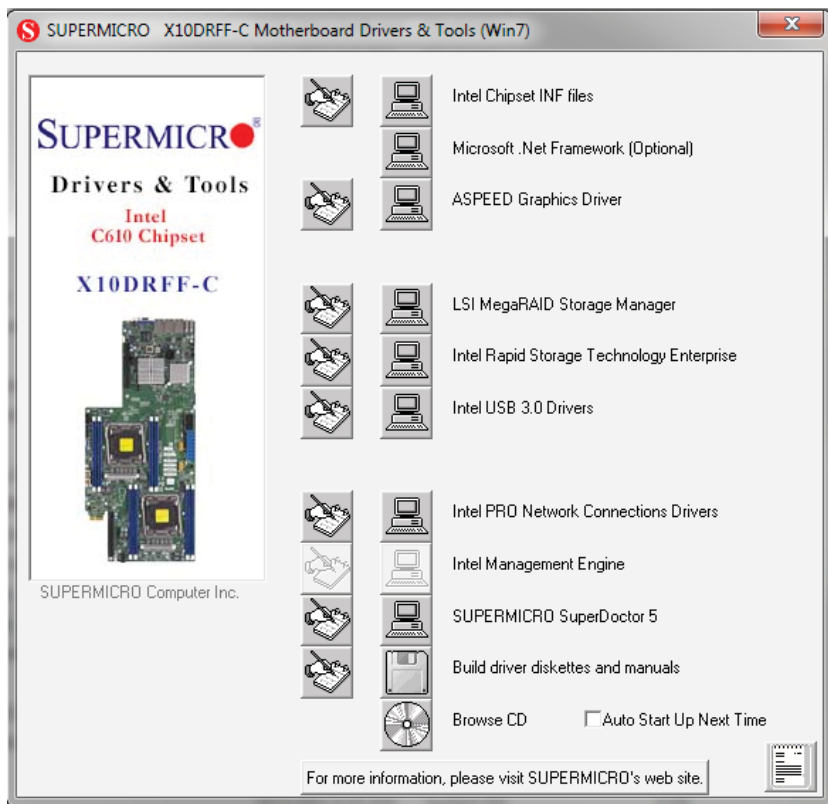 SUPERMICRO X10DRFF-C Motherboard Drivers & Tools (Win7)
SUPERMICRO®
Drivers & Tools
Intel
C610 Chipset
X10DRFF-C
SUPERMICRO Computer Inc.
Intel Chipset INF files
Microsoft .Net Framework (Optional)
ASPEED Graphics Driver
LSI MegaRAID Storage Manager
Intel Rapid Storage Technology Enterprise
Intel USB 3.0 Drivers
Intel PRO Network Connections Drivers
Intel Management Engine
SUPERMICRO SuperDoctor 5
Build driver diskettes and manuals
Browse CD
Auto Start Up Next Time
For more information, please visit SUPERMICRO's web site.